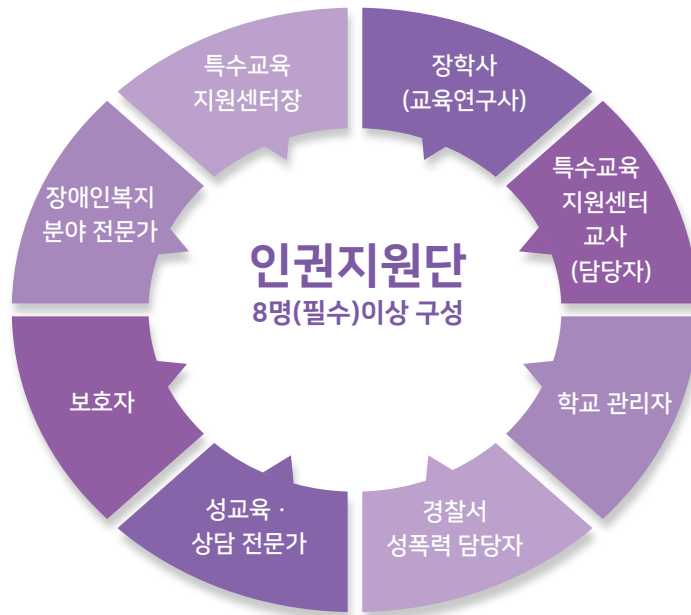 특수교육
지원센터장
장학사
(교육연구사)
장애인복지
분야 전문가
특수교육
지원센터
교사
(담당자)
인권지원단
8명(필수)이상 구성
보호자
학교 관리자
성교육 ·
상담 전문가
경찰서
성폭력 담당자